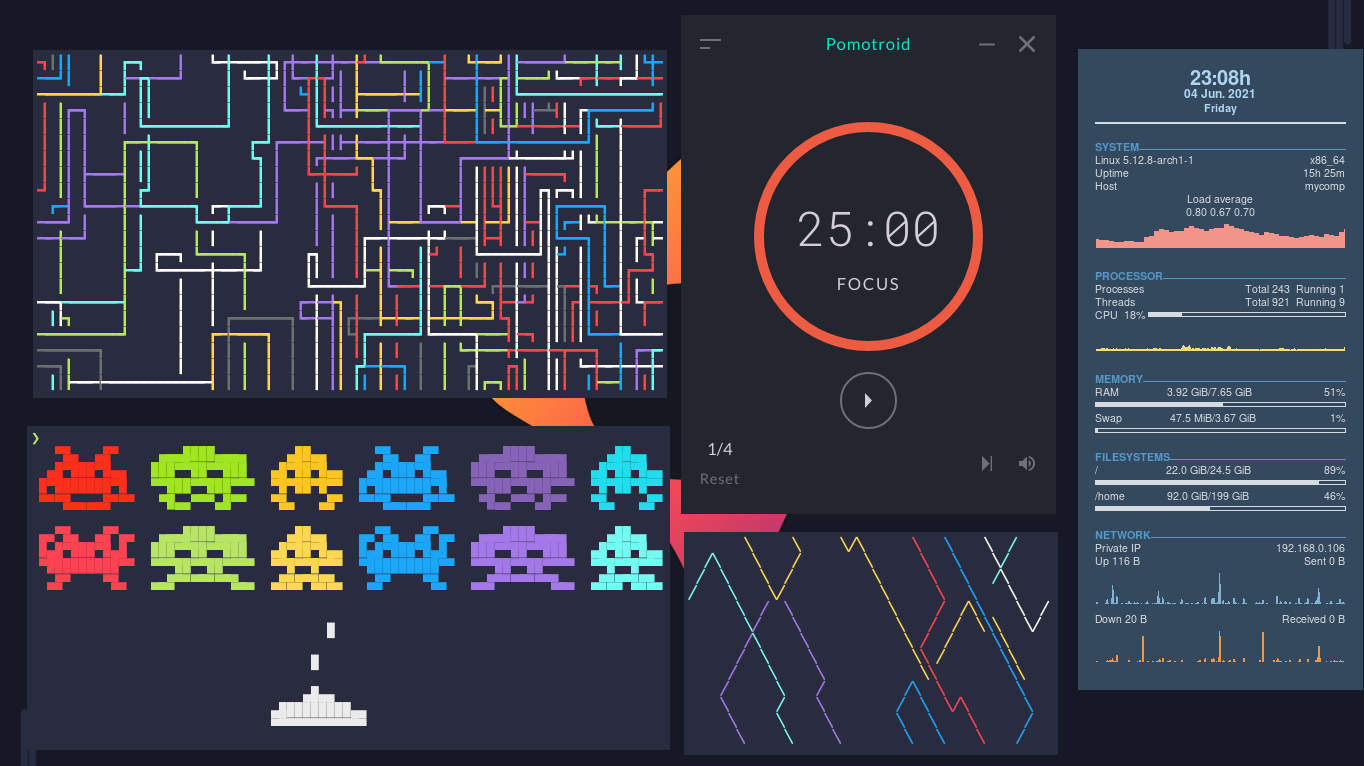 ❯
Pomotroid
25:00
FOCUS
1/4
Reset
23:08h
04 Jun. 2021
Friday
SYSTEM
Linux 5.12.8-arch1-1 x86_64
Uptime 15h 25m
Host mycomp
Load average
0.80 0.67 0.70
PROCESSOR
Processes Total 243 Running 1
Threads Total 921 Running 9
CPU 18%
MEMORY
RAM 3.92 GiB/7.65 GiB 51%
Swap 47.5 MiB/3.67 GiB 1%
FILESYSTEMS
/ 22.0 GiB/24.5 GiB 89%
/home 92.0 GiB/199 GiB 46%
NETWORK
Private IP 192.168.0.106
Up 116 B Sent 0 B
Down 20 B Received 0 B